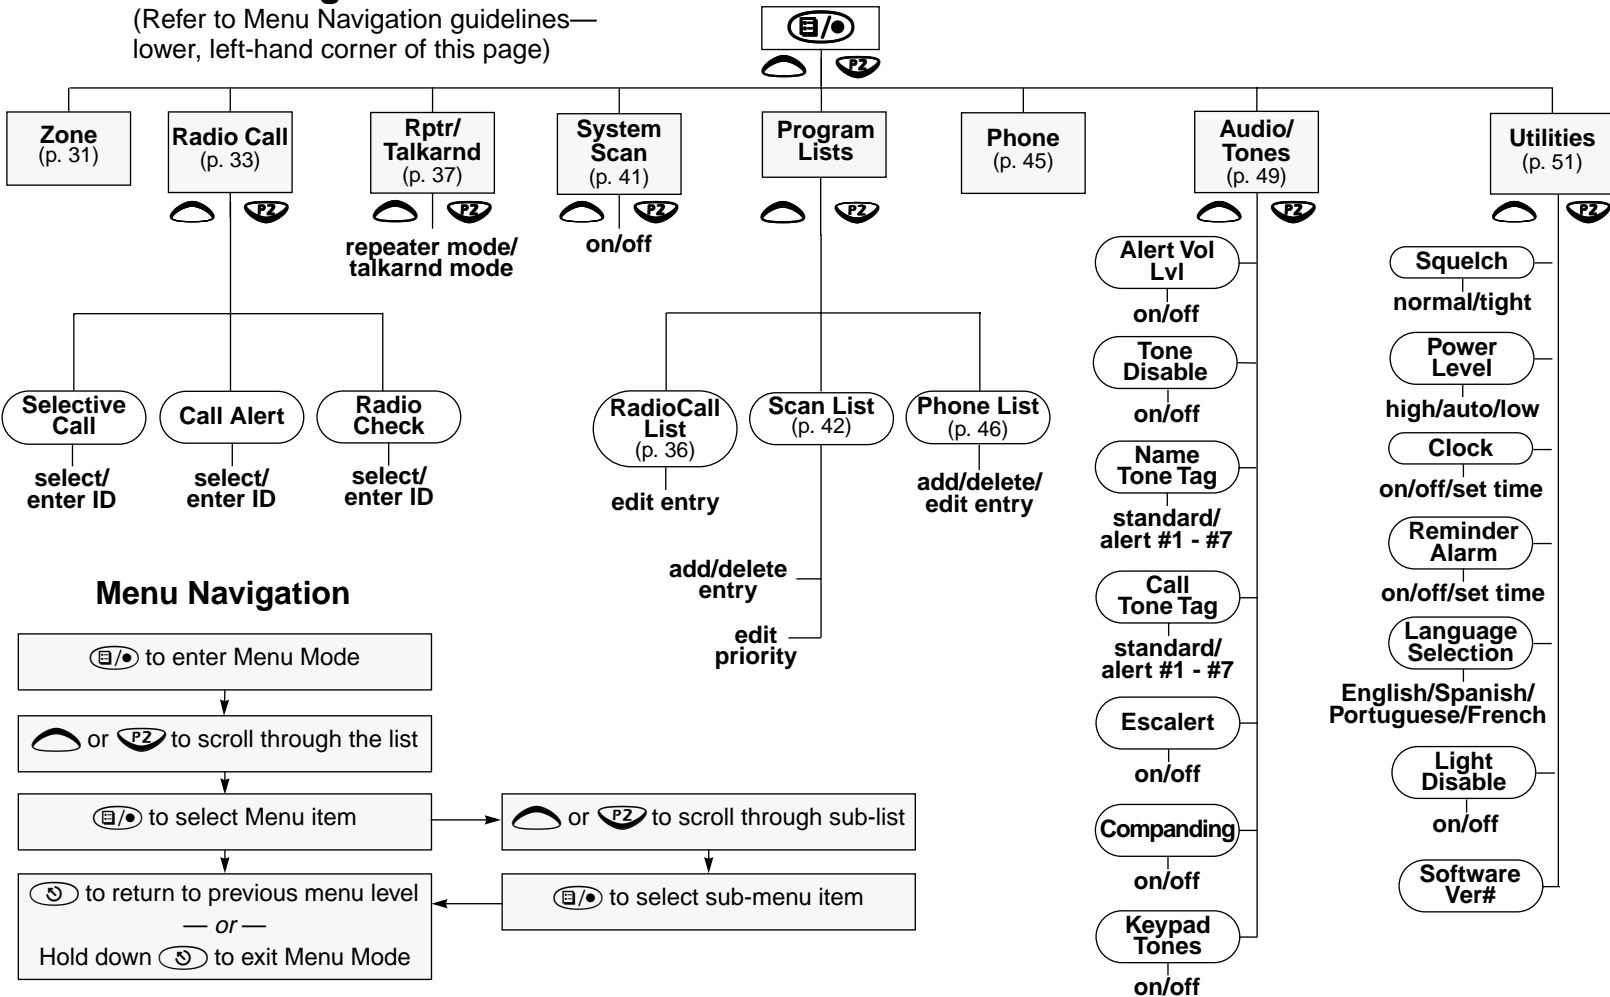 (Refer to Menu Navigation guidelines—
lower, left-hand corner of this page)
P2
Zone
(p. 31)
Radio Call
(p. 33)
P2
Rptr/
Talkarnd
(p. 37)
P2
repeater mode/
talkarnd mode
System
Scan
(p. 41)
P2
on/off
Program
Lists
P2
Phone
(p. 45)
Audio/
Tones
(p. 49)
P2
Utilities
(p. 51)
P2
Selective
Call
select/
enter ID
Call Alert
select/
enter ID
Radio
Check
select/
enter ID
RadioCall
List
(p. 36)
edit entry
Scan List
(p. 42)
add/delete
entry
edit
priority
Phone List
(p. 46)
add/delete/
edit entry
Alert Vol
Lvl
on/off
Tone
Disable
on/off
Name
Tone Tag
standard/
alert #1 - #7
Call
Tone Tag
standard/
alert #1 - #7
Escalert
on/off
Companding
on/off
Keypad
Tones
on/off
Squelch
normal/tight
Power
Level
high/auto/low
Clock
on/off/set time
Reminder
Alarm
on/off/set time
Language
Selection
English/Spanish/
Portuguese/French
Light
Disable
on/off
Software
Ver#
Menu Navigation
to enter Menu Mode
or P2 to scroll through the list
to select Menu item
or P2 to scroll through sub-list
to select sub-menu item
to return to previous menu level
— or —
Hold down to exit Menu Mode